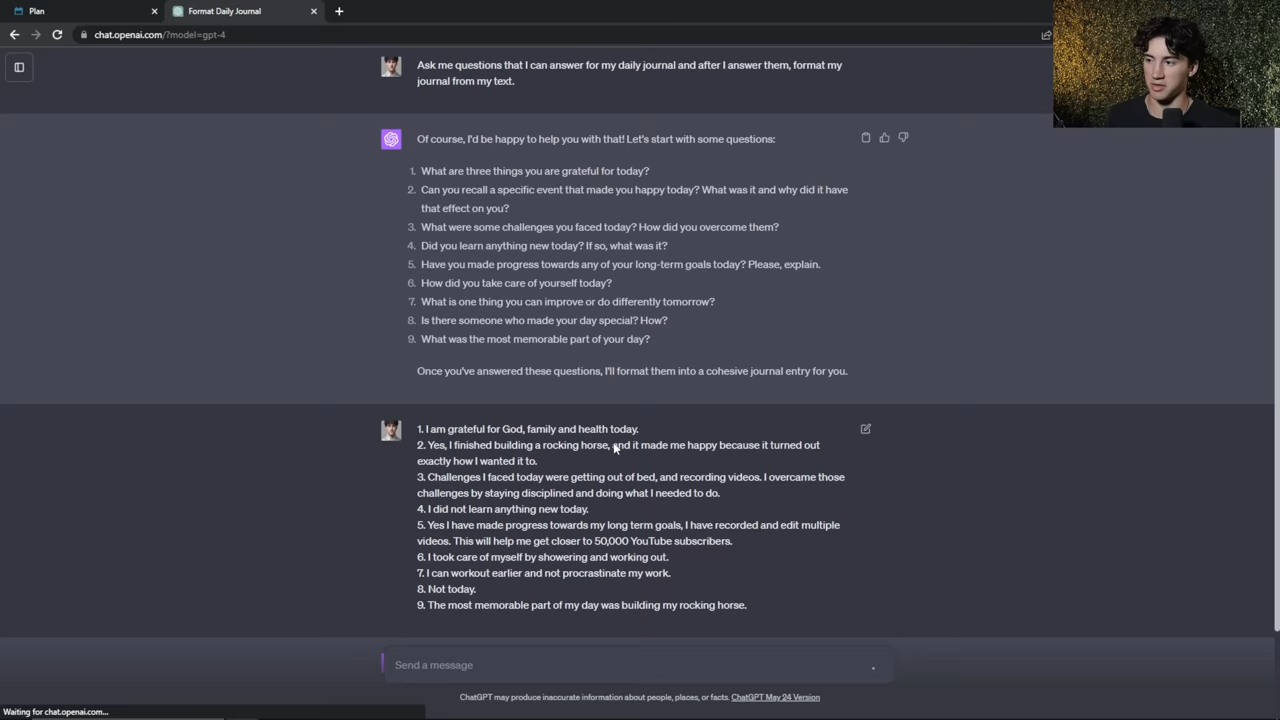 Plan
Format Daily Journal
chat.openai.com/?model=gpt-4
Ask me questions that I can answer for my daily journal and after I answer them, format my
journal from my text.
Of course, I'd be happy to help you with that! Let's start with some questions:
1. What are three things you are grateful for today?
2. Can you recall a specific event that made you happy today? What was it and why did it have
that effect on you?
3. What were some challenges you faced today? How did you overcome them?
4. Did you learn anything new today? If so, what was it?
5. Have you made progress towards any of your long-term goals today? Please, explain.
6. How did you take care of yourself today?
7. What is one thing you can improve or do differently tomorrow?
8. Is there someone who made your day special? How?
9. What was the most memorable part of your day?
Once you've answered these questions, I'll format them into a cohesive journal entry for you.
1. I am grateful for God, family and health today.
2. Yes, I finished building a rocking horse, and it made me happy because it turned out
exactly how I wanted it to.
3. Challenges I faced today were getting out of bed, and recording videos. I overcame those
challenges by staying disciplined and doing what I needed to do.
4. I did not learn anything new today.
5. Yes I have made progress towards my long term goals, I have recorded and edit multiple
videos. This will help me get closer to 50,000 YouTube subscribers.
6. I took care of myself by showering and working out.
7. I can workout earlier and not procrastinate my work.
8. Not today.
9. The most memorable part of my day was building my rocking horse.
Send a message
ChatGPT may produce inaccurate information about people, places, or facts. ChatGPT May 24 Version
Waiting for chat.openai.com...